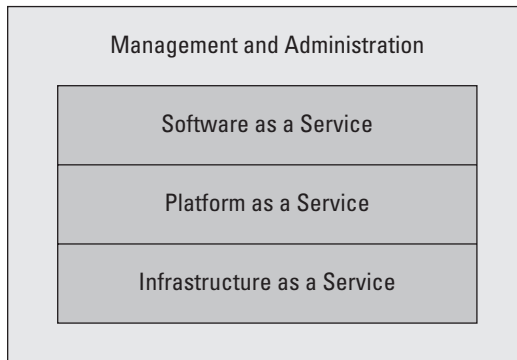 Management and Administration
Software as a Service
Platform as a Service
Infrastructure as a Service